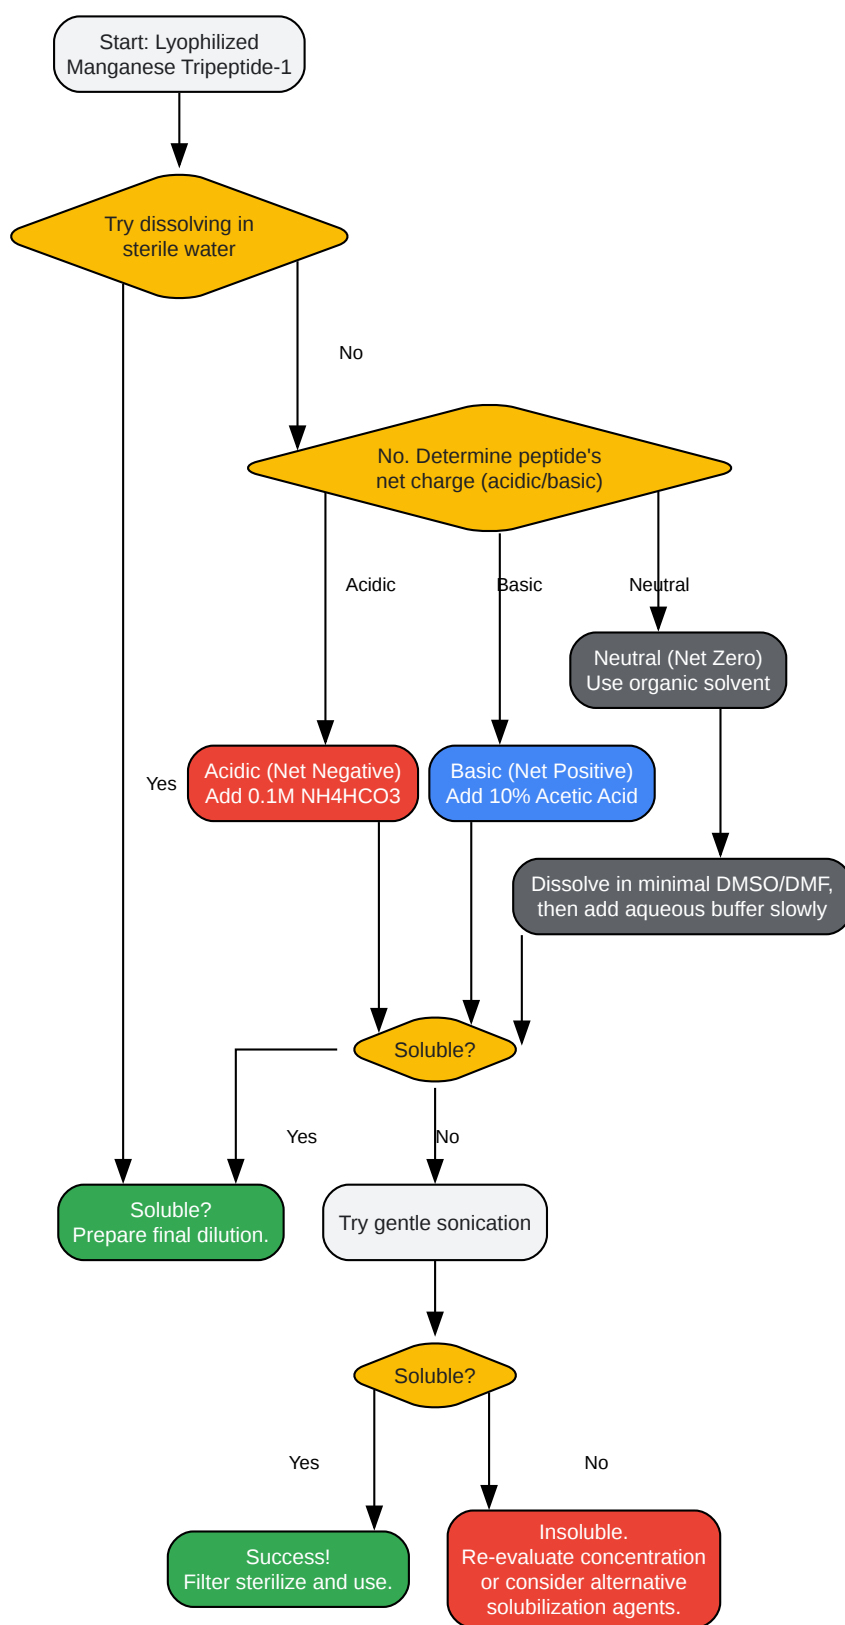 Start: Lyophilized
Manganese Tripeptide-1
Try dissolving in
sterile water
No
No. Determine peptide's
net charge (acidic/basic)
Acidic
Basic
Neutral
Neutral (Net Zero)
Use organic solvent
Yes
Acidic (Net Negative)
Add 0.1M NH4HCO3
Basic (Net Positive)
Add 10% Acetic Acid
Dissolve in minimal DMSO/DMF,
then add aqueous buffer slowly
Soluble?
Yes
No
Soluble?
Prepare final dilution.
Try gentle sonication
Soluble?
Yes
No
Success!
Filter sterilize and use.
Insoluble.
Re-evaluate concentration
or consider alternative
solubilization agents.